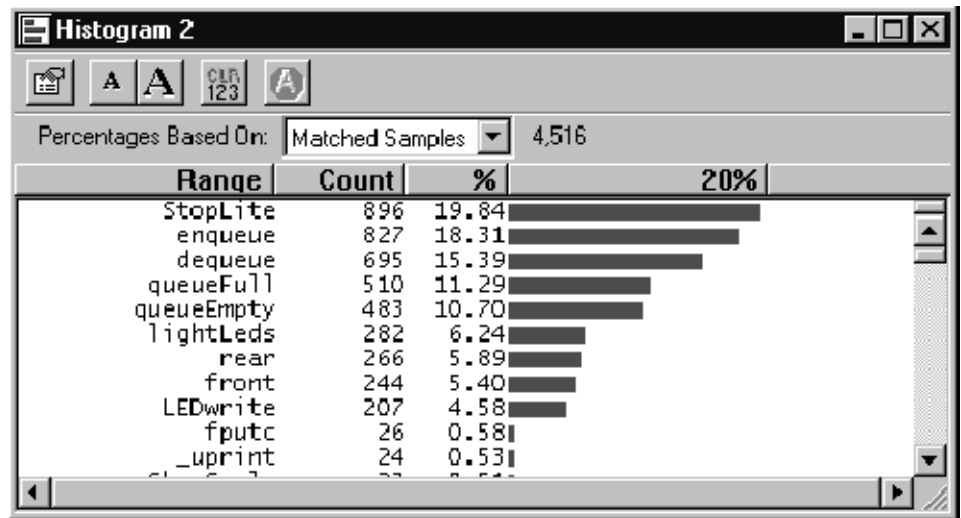 Histogram 2
A A CLR 123 A
Percentages Based On: Matched Samples 4,516
Range Count % 20%
StopLite 896 19.84
enqueue 827 18.31
dequeue 695 15.39
queueFull 510 11.29
queueEmpty 483 10.70
lightLeds 282 6.24
rear 266 5.89
front 244 5.40
LEDwrite 207 4.58
fputc 26 0.58
_uprint 24 0.53